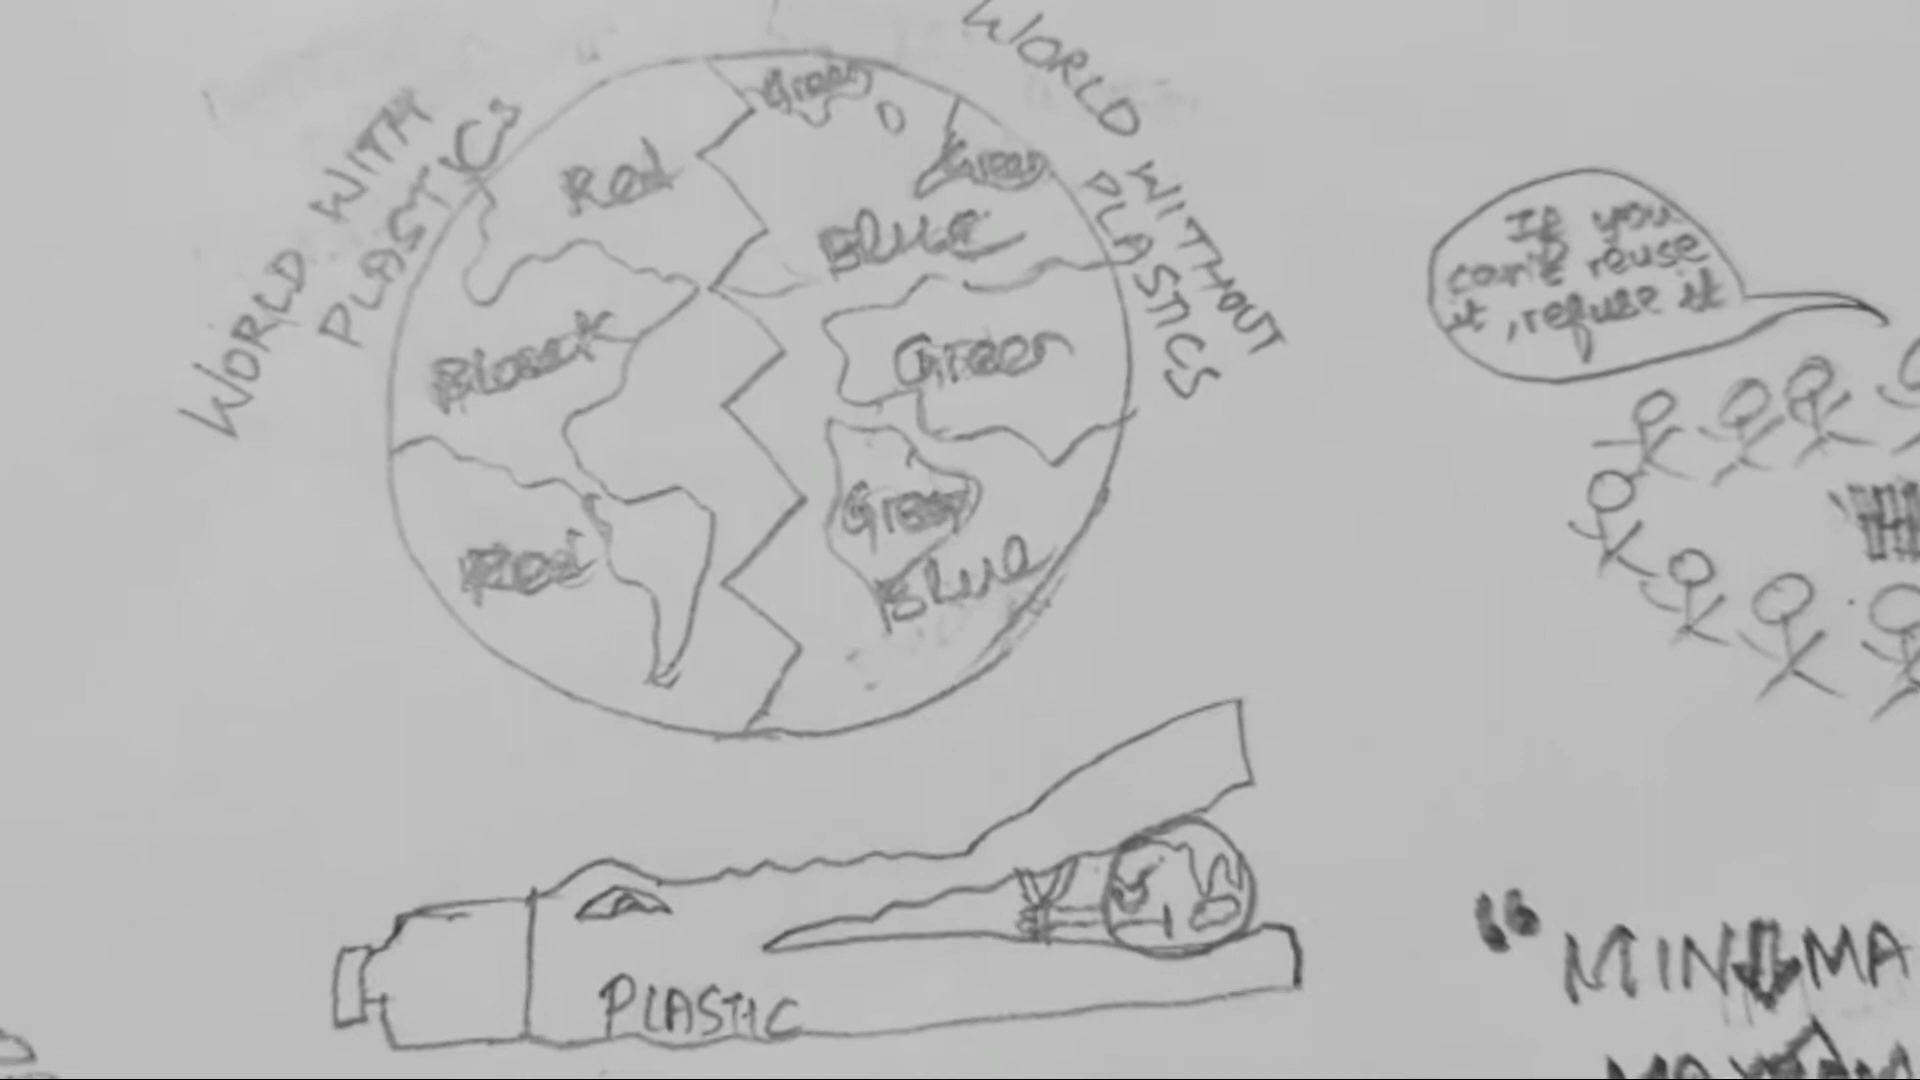 WORLD WITH
PLASTICS
WORLD WITHOUT
PLASTICS
Green
Red
Green
Blue
Black
Green
Green
Red
Blue
If you
can't reuse
it, refuse it
PLASTIC
"MINIMA